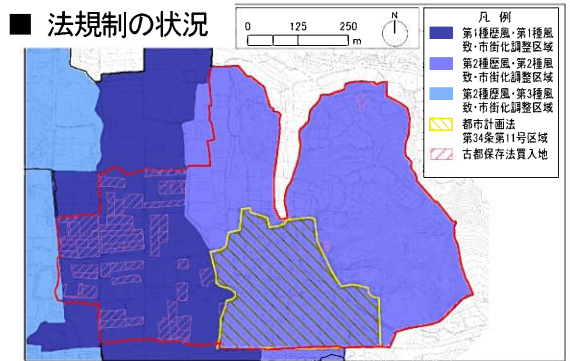 ■ 法規制の状況
0 125 250
m
N
凡 例
第1種歴風・第1種風
致・市街化調整区域
第2種歴風・第2種風
致・市街化調整区域
第2種歴風・第3種風
致・市街化調整区域
都市計画法
第34条第11号区域
古都保存法買入地